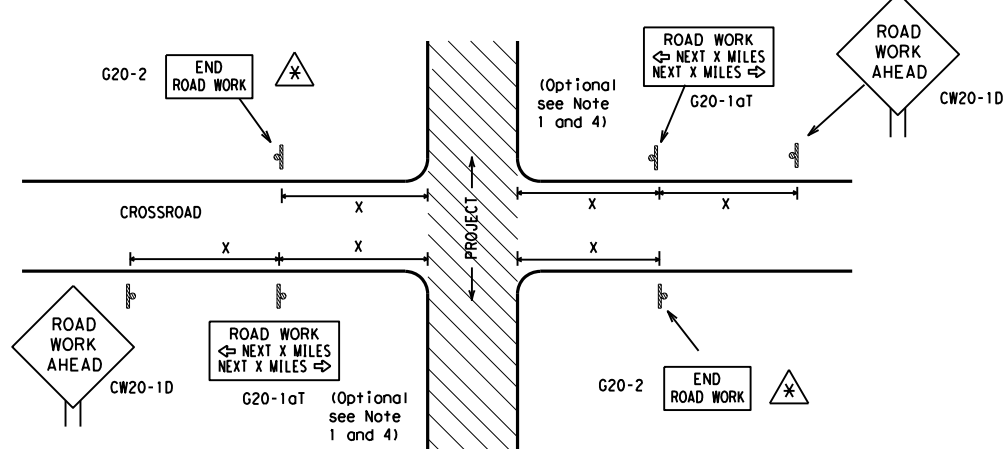 ROAD
WORK
AHEAD
CW20-1D
ROAD WORK
⇦ NEXT X MILES
NEXT X MILES ⇨
G20-1aT
(Optional
see Note
1 and 4)
G20-2
END
ROAD WORK
*
X
X
X
CROSSROAD
PROJECT
X
X
X
ROAD
WORK
AHEAD
CW20-1D
ROAD WORK
⇦ NEXT X MILES
NEXT X MILES ⇨
G20-1aT
(Optional
see Note
1 and 4)
G20-2
END
ROAD WORK
*